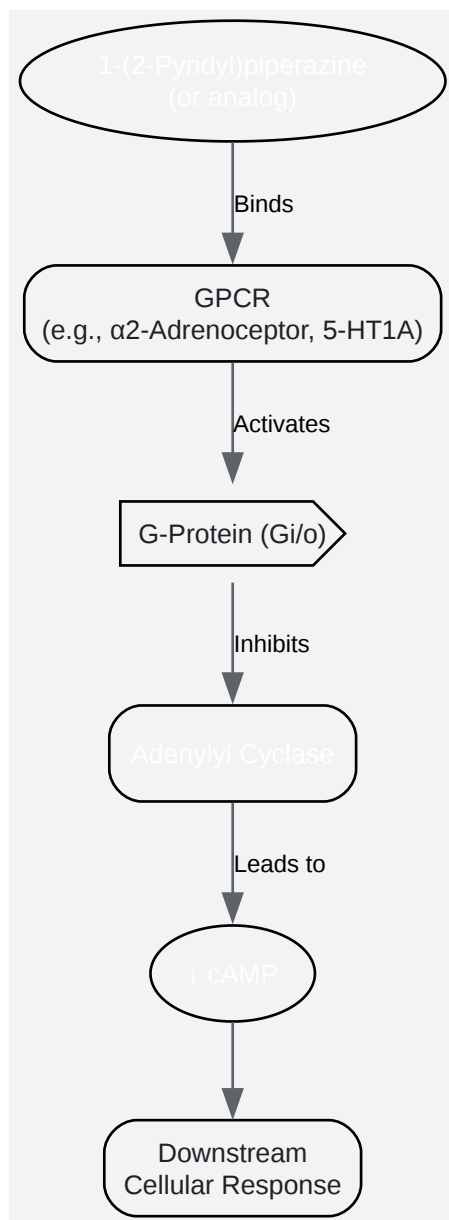 1-(2-Pyridyl)piperazine
(or analog)
Binds
GPCR
(e.g., α2-Adrenoceptor, 5-HT1A)
Activates
G-Protein (Gi/o)
Inhibits
Adenylyl Cyclase
Leads to
↓ cAMP
Downstream
Cellular Response